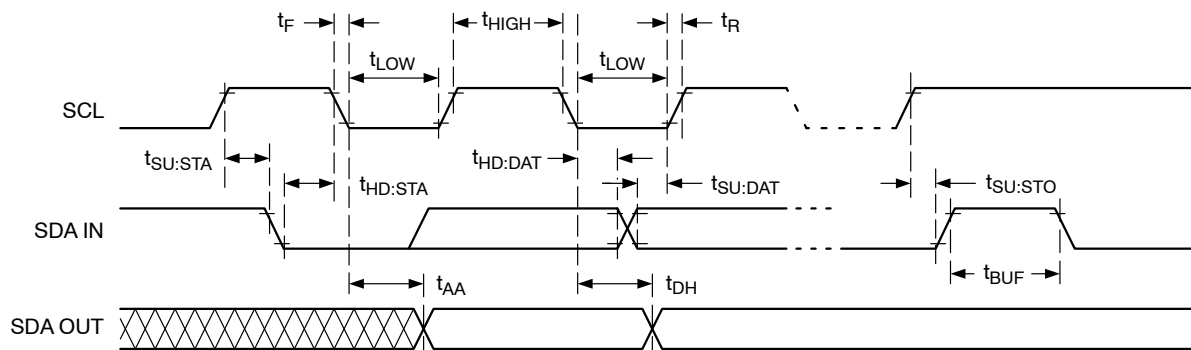 tF
tHIGH
tR
tLOW
tLOW
SCL
tSU:STA
tHD:STA
tHD:DAT
tSU:DAT
tSU:STO
SDA IN
tAA
tDH
tBUF
SDA OUT